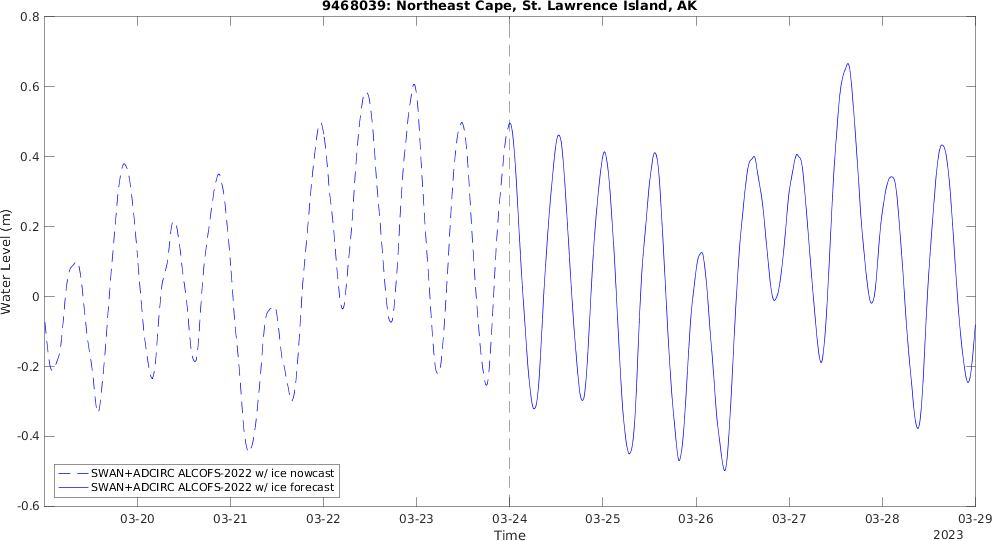 9468039: Northeast Cape, St. Lawrence Island, AK
0.8
0.6
0.4
0.2
0
-0.2
-0.4
-0.6
Water Level (m)
SWAN+ADCIRC ALCOFS-2022 w/ ice nowcast
SWAN+ADCIRC ALCOFS-2022 w/ ice forecast
03-20 03-21 03-22 03-23 03-24 03-25 03-26 03-27 03-28 03-29
Time 2023